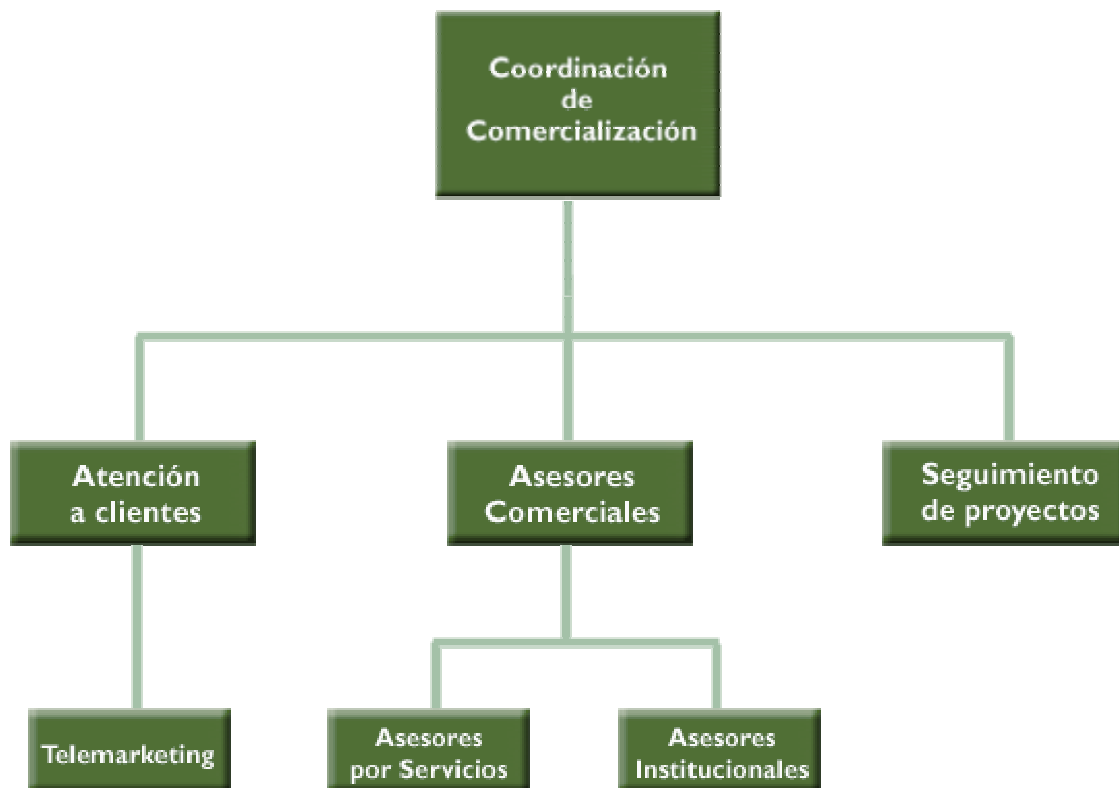 Coordinación
de
Comercialización
Atención
a clientes
Asesores
Comerciales
Seguimiento
de proyectos
Telemarketing
Asesores
por Servicios
Asesores
Institucionales